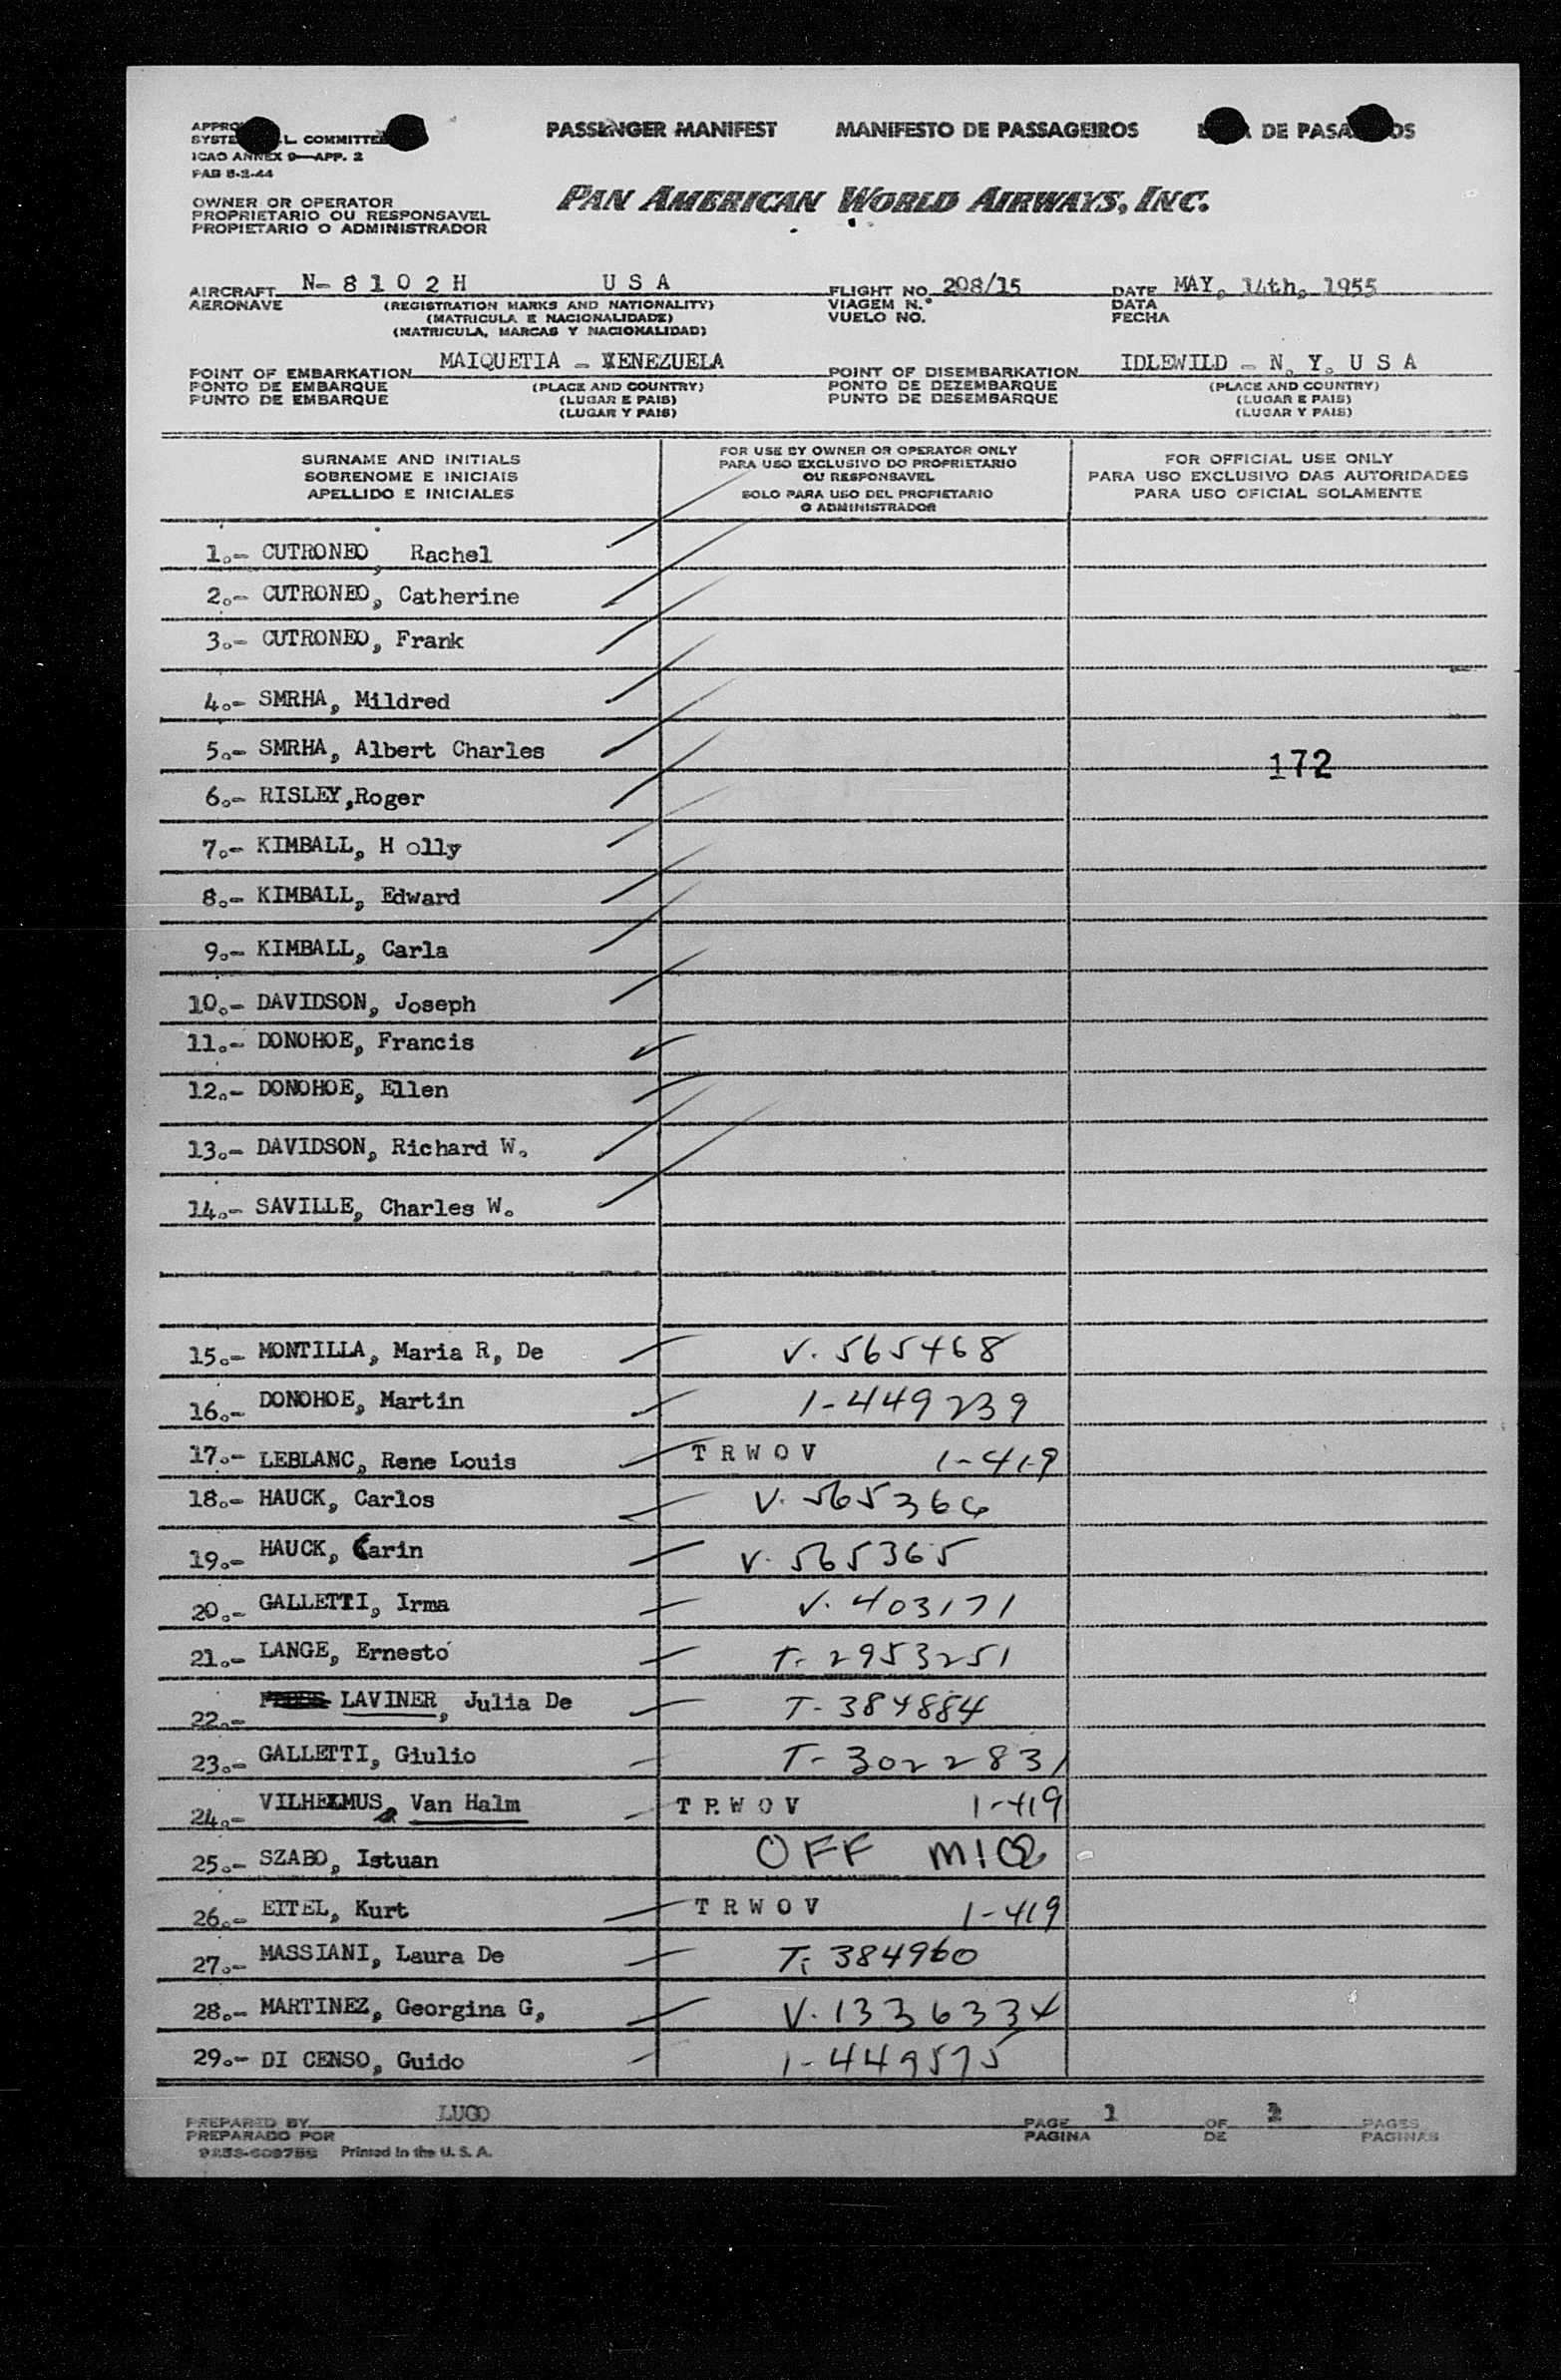 PASSENGER MANIFEST MANIFESTO DE PASSAGEIROS DE
L. COMMITTEE
ICAO ANNEX 9—APP. 2
PAB 8-2-44
PAN AMERICAN WORLD AIRWAYS, INC.
OWNER OR OPERATOR
PROPRIETARIO OU RESPONSAVEL
PROPIETARIO O ADMINISTRADOR
AIRCRAFT N- 8 1 0 2 H U S A FLIGHT NO. 208/15 DATE MAY, 14th, 1955
AERONAVE (REGISTRATION MARKS AND NATIONALITY) VIAGEM N.° DATA
(MATRICULA E NACIONALIDADE) VUELO NO. FECHA
(MATRICULA, MARCAS Y NACIONALIDAD)
POINT OF EMBARKATION MAIQUETIA - VENEZUELA POINT OF DISEMBARKATION IDLEWILD - N. Y. U S A
PONTO DE EMBARQUE (PLACE AND COUNTRY) PONTO DE DEZEMBARQUE (PLACE AND COUNTRY)
PUNTO DE EMBARQUE (LUGAR E PAIS) PUNTO DE DESEMBARQUE (LUGAR E PAIS)
(LUGAR Y PAIS) (LUGAR Y PAIS)
SURNAME AND INITIALS
SOBRENOME E INICIAIS
APELLIDO E INICIALES
FOR USE BY OWNER OR OPERATOR ONLY
PARA USO EXCLUSIVO DO PROPRIETARIO
OU RESPONSAVEL
SOLO PARA USO DEL PROPIETARIO
O ADMINISTRADOR
FOR OFFICIAL USE ONLY
PARA USO EXCLUSIVO DAS AUTORIDADES
PARA USO OFICIAL SOLAMENTE
1.- CUTRONEO, Rachel
2.- CUTRONEO, Catherine
3.- CUTRONEO, Frank
4.- SMRHA, Mildred
5.- SMRHA, Albert Charles
172
6.- RISLEY,Roger
7.- KIMBALL, H olly
8.- KIMBALL, Edward
9.- KIMBALL, Carla
10.- DAVIDSON, Joseph
11.- DONOHOE, Francis
12.- DONOHOE, Ellen
13.- DAVIDSON, Richard W.
14.- SAVILLE, Charles W.
15.- MONTILLA, Maria R, De V. 565468
16.- DONOHOE, Martin 1-449239
17.- LEBLANC, Rene Louis T R W O V 1-419
18.- HAUCK, Carlos V. 565366
19.- HAUCK, Carin V. 565365
20.- GALLETTI, Irma V. 403171
21.- LANGE, Ernesto T- 2953251
22.- LAVINER, Julia De T- 384884
23.- GALLETTI, Giulio T- 3022831
24.- VILHELMUS, Van Halm T R W O V 1-419
25.- SZABO, Istuan OFF
26.- EITEL, Kurt T R W O V 1-419
27.- MASSIANI, Laura De T- 384960
28.- MARTINEZ, Georgina G, V. 1336334
29.- DI CENSO, Guido 1-449575
PREPARED BY LUGO PAGE 1 OF 2 PAGES
PREPARADO POR PAGINA DE PAGINAS
Printed in the U. S. A.